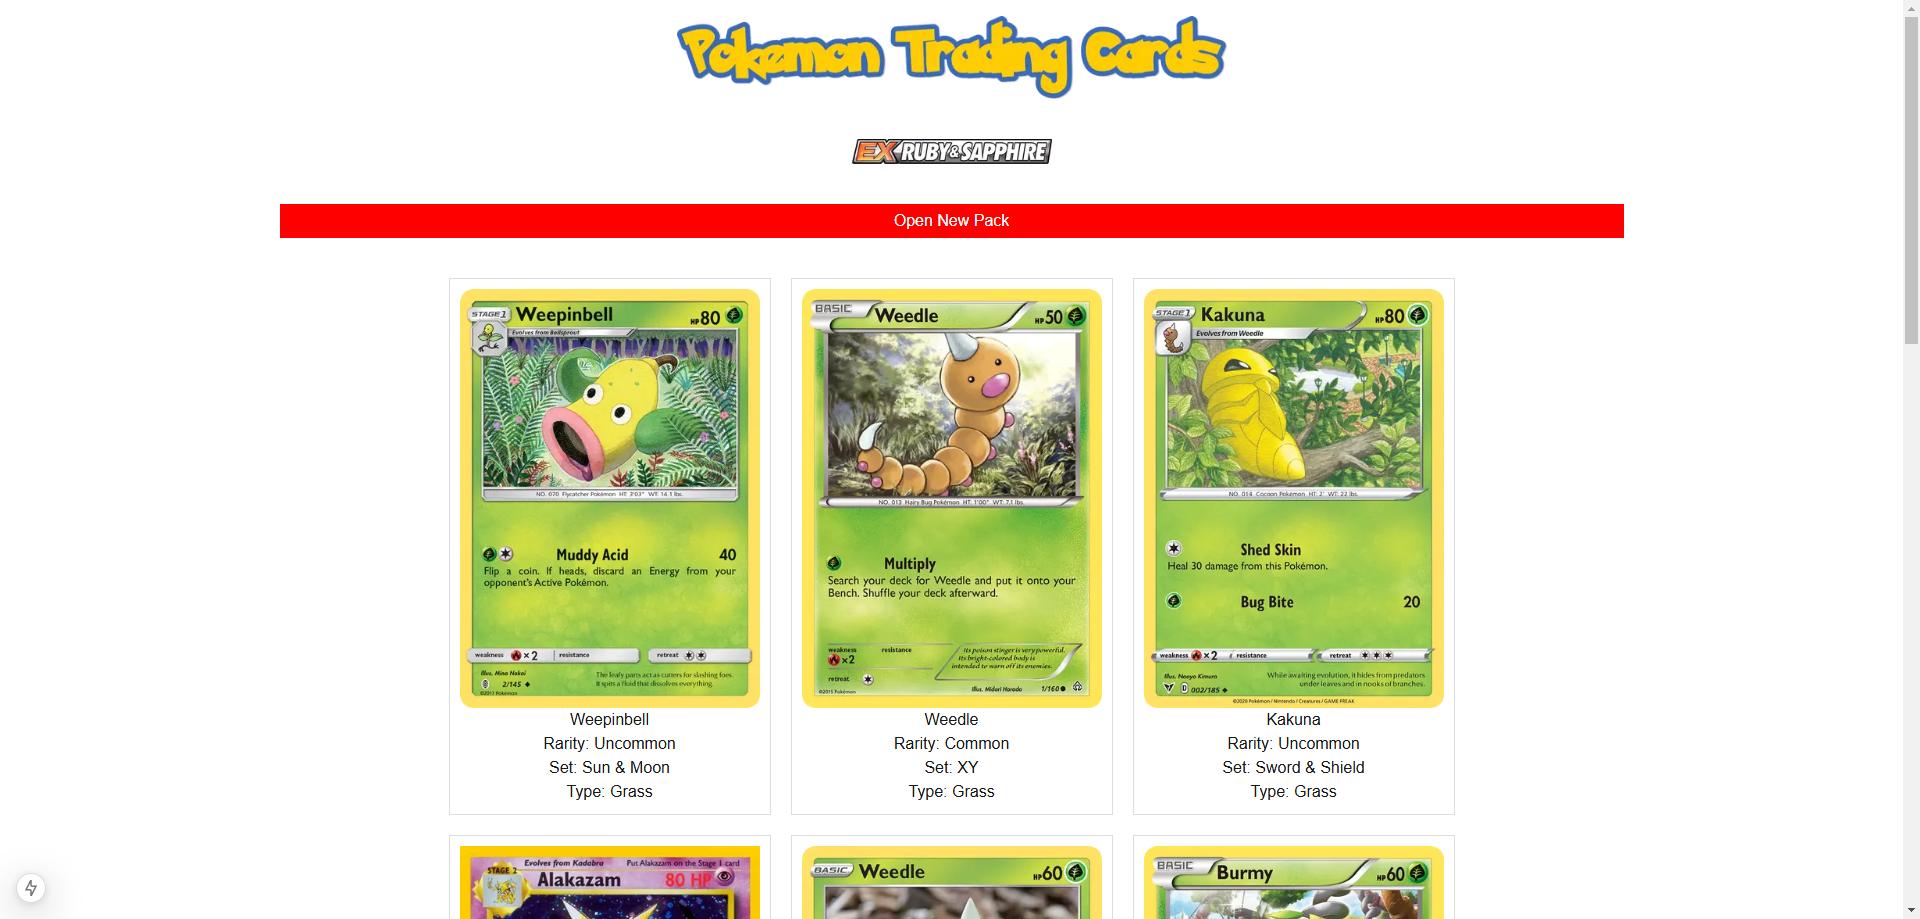 Pokemon Trading Cards
EX RUBY & SAPPHIRE
Open New Pack
STAGE 1 Weepinbell HP 80
Evolves from Bellsprout
NO. 070 Flycatcher Pokémon HT: 3'03" WT: 14.1 lbs.
Muddy Acid 40
Flip a coin. If heads, discard an Energy from your
opponent's Active Pokémon.
weakness ×2 resistance retreat
Illus. Mina Nakai
The leafy parts act as cutters for slashing foes.
It spits a fluid that dissolves everything.
2/145
©2017 Pokémon
Weepinbell
Rarity: Uncommon
Set: Sun & Moon
Type: Grass
BASIC Weedle HP 50
NO. 013 Hairy Bug Pokémon HT: 1'00" WT: 7.1 lbs.
Multiply
Search your deck for Weedle and put it onto your
Bench. Shuffle your deck afterward.
weakness resistance
×2
retreat
Its poison stinger is very powerful.
Its bright-colored body is
intended to warn off its enemies.
©2015 Pokémon
Illus. Midori Harada 1/160
Weedle
Rarity: Common
Set: XY
Type: Grass
STAGE 1 Kakuna HP 80
Evolves from Weedle
NO. 014 Cocoon Pokémon HT: 2' WT: 22 lbs.
Shed Skin
Heal 30 damage from this Pokémon.
Bug Bite 20
weakness ×2 resistance retreat
Illus. Naoyo Kimura
While awaiting evolution, it hides from predators
under leaves and in nooks of branches.
D 002/185
©2020 Pokémon / Nintendo / Creatures / GAME FREAK
Kakuna
Rarity: Uncommon
Set: Sword & Shield
Type: Grass
Evolves from Kadabra Put Alakazam on the Stage 1 card
STAGE 2 Alakazam 80 HP
BASIC Weedle HP 60
BASIC Burmy HP 60